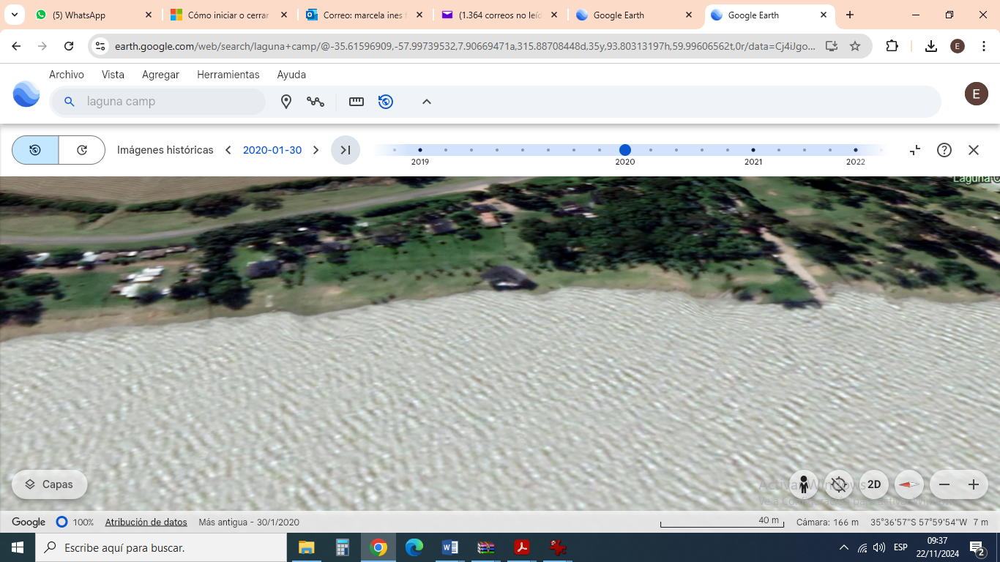 (5) WhatsApp
Cómo iniciar o cerrar
Correo: marcela ines f
(1.364 correos no leíd
Google Earth
Google Earth
earth.google.com/web/search/laguna+camp/@-35.61596909,-57.99739532,7.90669471a,315.88708448d,35y,93.80313197h,59.99606562t,0r/data=Cj4iJgo...
E
Archivo Vista Agregar Herramientas Ayuda
laguna camp
E
Imágenes históricas 2020-01-30
2019 2020 2021 2022
Laguna C
Activar Windows
Capas
2D
Google 100% Atribución de datos Más antigua - 30/1/2020 40 m Cámara: 166 m 35°36'57"S 57°59'54"W 7 m
Escribe aquí para buscar.
ESP
09:37
22/11/2024
2